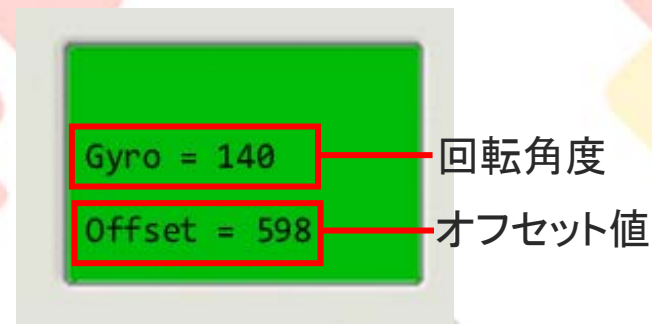 Gyro = 140
回転角度
Offset = 598
オフセット値